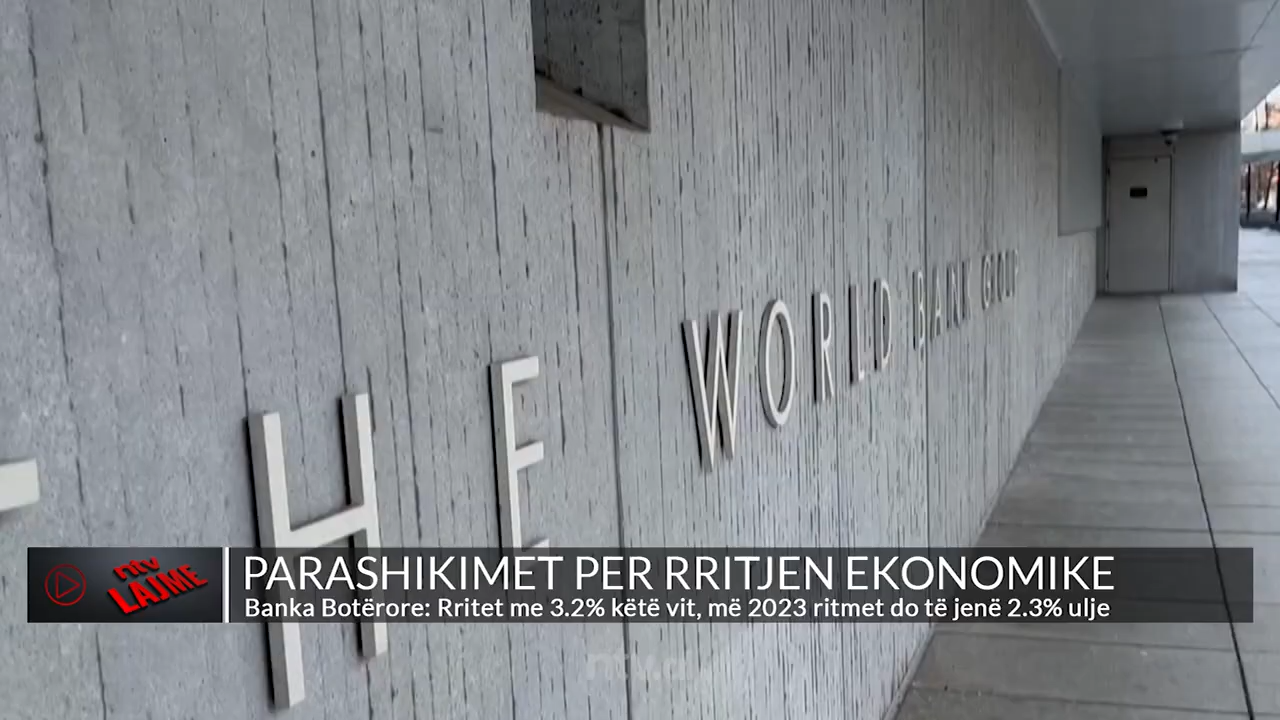 THE WORLD BANK GROUP
ntv
LAJME
PARASHIKIMET PER RRITJEN EKONOMIKE
Banka Botërore: Rritet me 3.2% këtë vit, më 2023 ritmet do të jenë 2.3% ulje